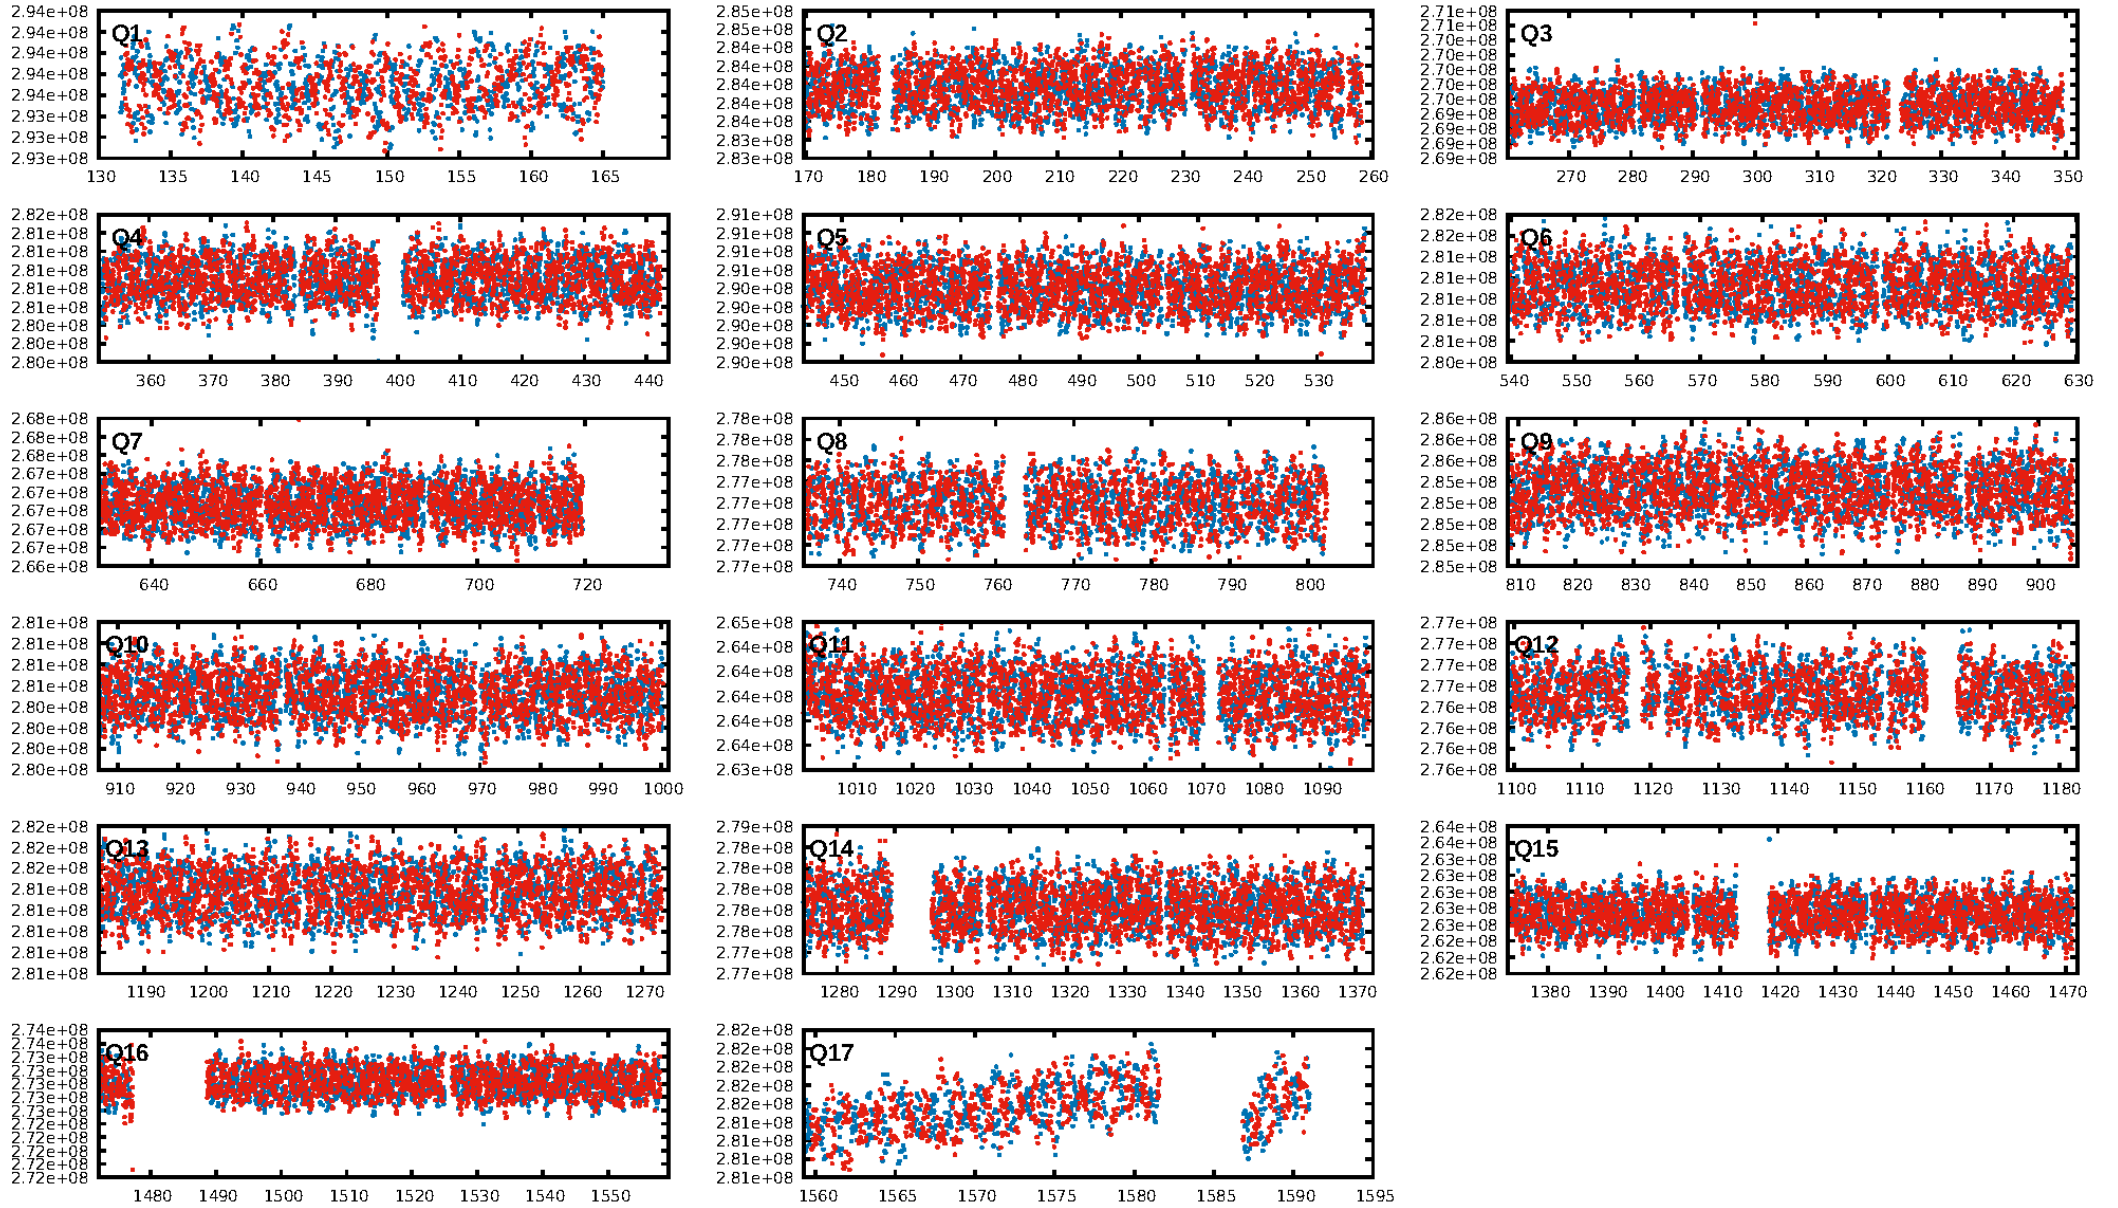 2.94e+08 2.94e+08 2.94e+08 2.94e+08 2.94e+08 2.93e+08 2.93e+08 2.93e+08
Q1
130 135 140 145 150 155 160 165
2.85e+08 2.85e+08 2.84e+08 2.84e+08 2.84e+08 2.84e+08 2.84e+08 2.83e+08 2.83e+08
Q2
170 180 190 200 210 220 230 240 250 260
2.71e+08 2.71e+08 2.70e+08 2.70e+08 2.70e+08 2.70e+08 2.70e+08 2.69e+08 2.69e+08 2.69e+08 2.69e+08
Q3
270 280 290 300 310 320 330 340 350
2.82e+08 2.81e+08 2.81e+08 2.81e+08 2.81e+08 2.81e+08 2.80e+08 2.80e+08 2.80e+08
Q4
360 370 380 390 400 410 420 430 440
2.91e+08 2.91e+08 2.91e+08 2.91e+08 2.90e+08 2.90e+08 2.90e+08 2.90e+08 2.90e+08
Q5
450 460 470 480 490 500 510 520 530
2.82e+08 2.82e+08 2.81e+08 2.81e+08 2.81e+08 2.81e+08 2.81e+08 2.80e+08
Q6
540 550 560 570 580 590 600 610 620 630
2.68e+08 2.68e+08 2.68e+08 2.67e+08 2.67e+08 2.67e+08 2.67e+08 2.67e+08 2.66e+08
Q7
640 660 680 700 720
2.78e+08 2.78e+08 2.78e+08 2.77e+08 2.77e+08 2.77e+08 2.77e+08 2.77e+08
Q8
740 750 760 770 780 790 800
2.86e+08 2.86e+08 2.86e+08 2.85e+08 2.85e+08 2.85e+08 2.85e+08 2.85e+08
Q9
810 820 830 840 850 860 870 880 890 900
2.81e+08 2.81e+08 2.81e+08 2.81e+08 2.80e+08 2.80e+08 2.80e+08 2.80e+08
Q10
910 920 930 940 950 960 970 980 990 1000
2.65e+08 2.64e+08 2.64e+08 2.64e+08 2.64e+08 2.64e+08 2.63e+08
Q11
1010 1020 1030 1040 1050 1060 1070 1080 1090
2.77e+08 2.77e+08 2.77e+08 2.77e+08 2.76e+08 2.76e+08 2.76e+08 2.76e+08
Q12
1100 1110 1120 1130 1140 1150 1160 1170 1180
2.82e+08 2.82e+08 2.82e+08 2.81e+08 2.81e+08 2.81e+08 2.81e+08 2.81e+08
Q13
1190 1200 1210 1220 1230 1240 1250 1260 1270
2.79e+08 2.78e+08 2.78e+08 2.78e+08 2.78e+08 2.78e+08 2.77e+08 2.77e+08
Q14
1280 1290 1300 1310 1320 1330 1340 1350 1360 1370
2.64e+08 2.64e+08 2.63e+08 2.63e+08 2.63e+08 2.63e+08 2.63e+08 2.62e+08 2.62e+08 2.62e+08
Q15
1380 1390 1400 1410 1420 1430 1440 1450 1460 1470
2.74e+08 2.73e+08 2.73e+08 2.73e+08 2.73e+08 2.73e+08 2.73e+08 2.72e+08 2.72e+08 2.72e+08 2.72e+08
Q16
1480 1490 1500 1510 1520 1530 1540 1550
2.82e+08 2.82e+08 2.82e+08 2.82e+08 2.82e+08 2.81e+08 2.81e+08 2.81e+08 2.81e+08
Q17
1560 1565 1570 1575 1580 1585 1590 1595